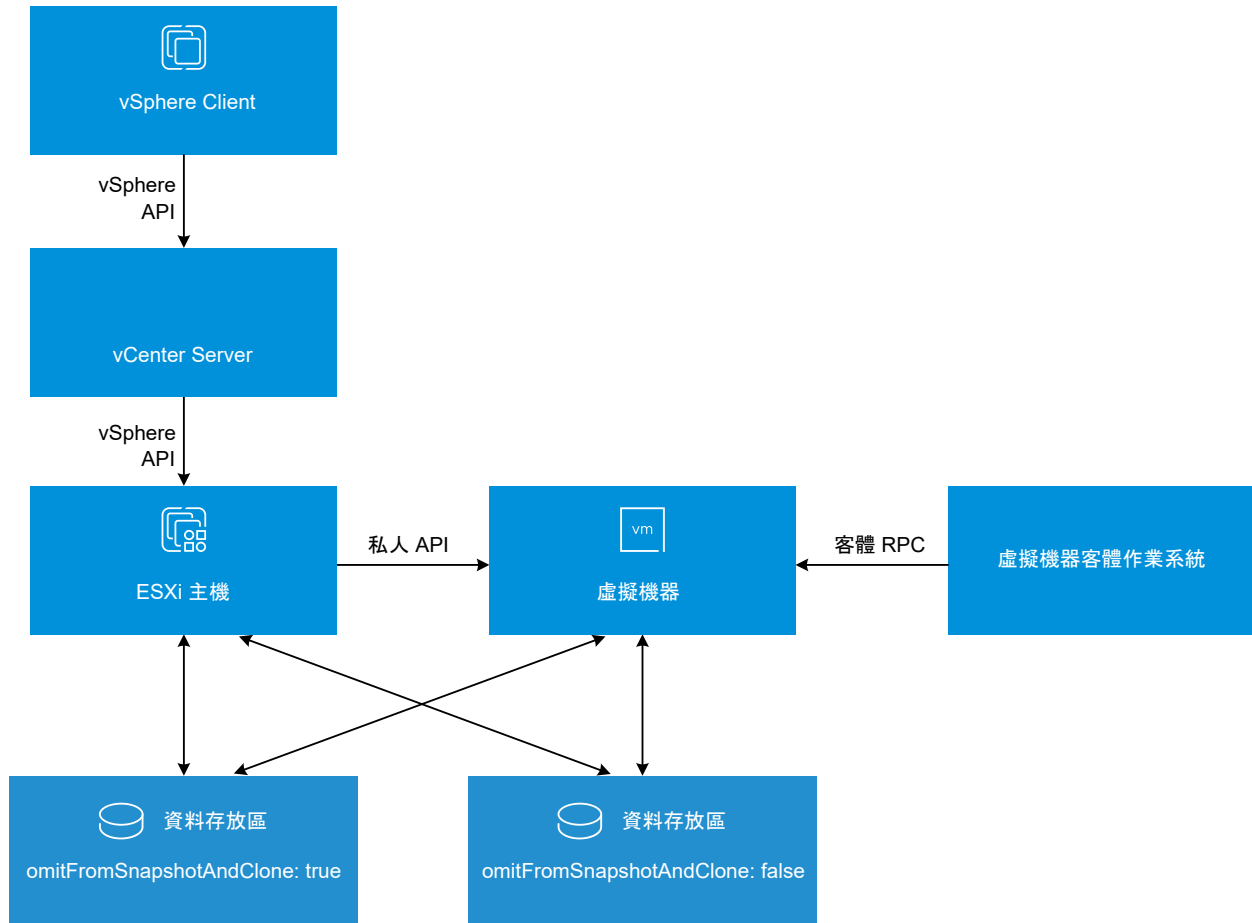 vSphere Client
vSphere
API
vCenter Server
vSphere
API
ESXi 主機
私人 API
vm
虛擬機器
客體 RPC
虛擬機器客體作業系統
資料存放區
omitFromSnapshotAndClone: true
資料存放區
omitFromSnapshotAndClone: false